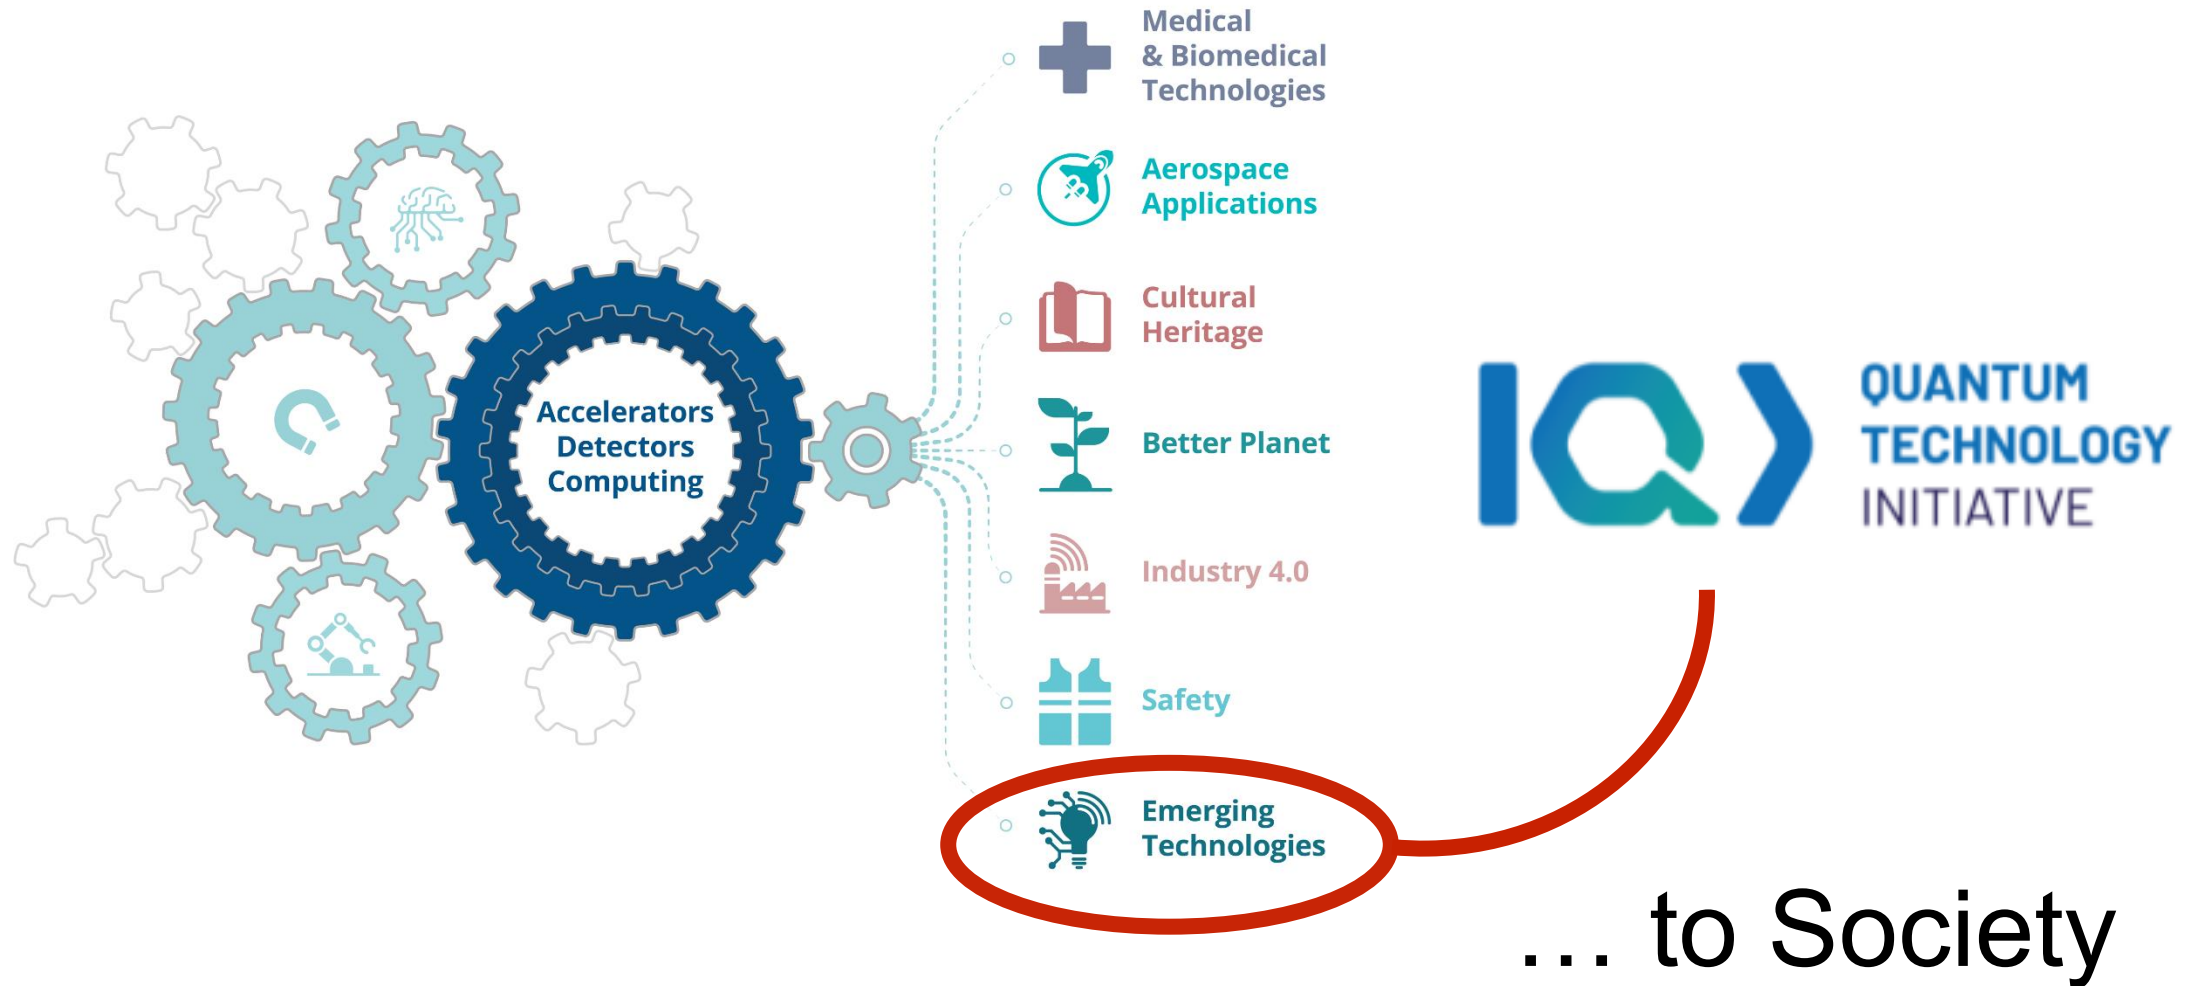 Accelerators
Detectors
Computing
Medical
& Biomedical
Technologies
Aerospace
Applications
Cultural
Heritage
Better Planet
Industry 4.0
Safety
Emerging
Technologies
QUANTUM
TECHNOLOGY
INITIATIVE
... to Society